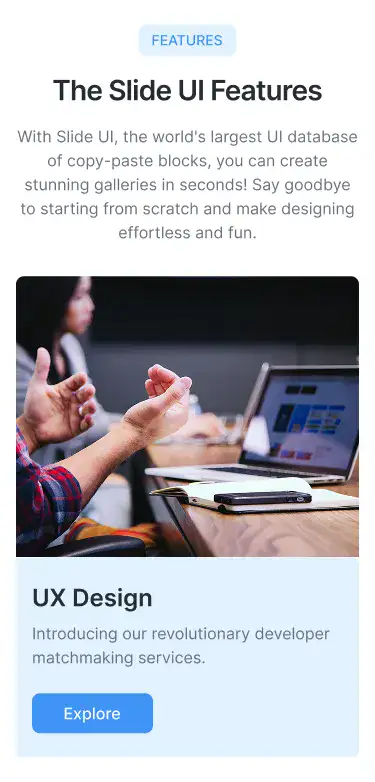 FEATURES
The Slide UI Features
With Slide UI, the world's largest UI database
of copy-paste blocks, you can create
stunning galleries in seconds! Say goodbye
to starting from scratch and make designing
effortless and fun.
UX Design
Introducing our revolutionary developer
matchmaking services.
Explore